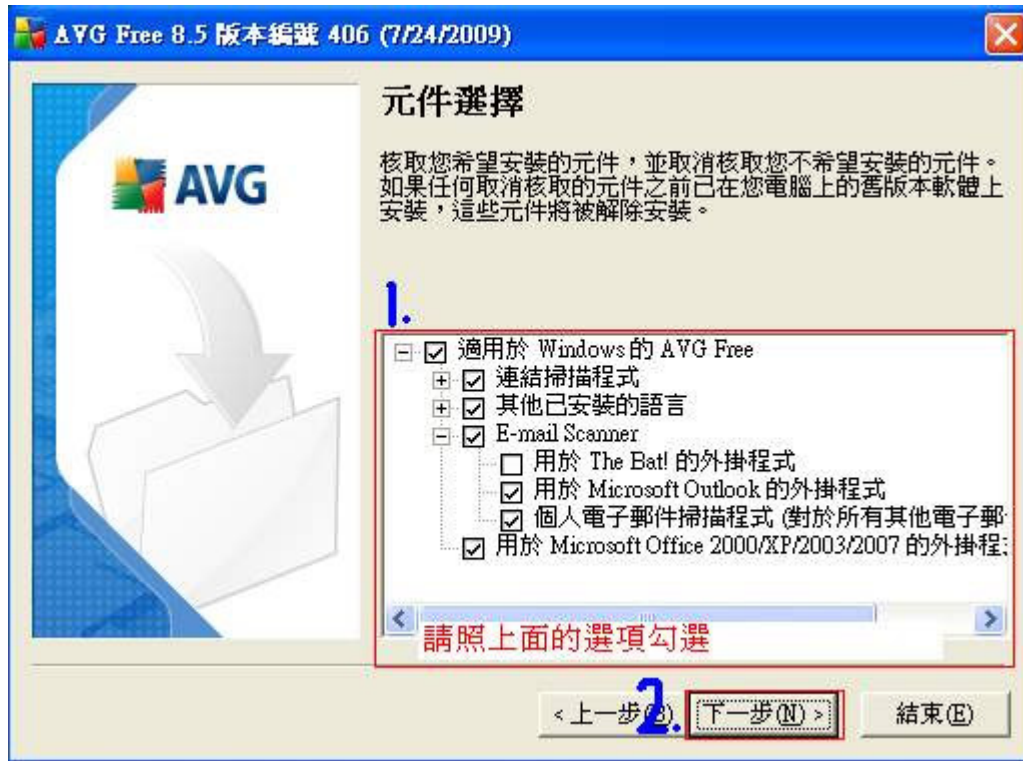 AVG Free 8.5 版本編號 406 (7/24/2009)
AVG
元件選擇
核取您希望安裝的元件，並取消核取您不希望安裝的元件。
如果任何取消核取的元件之前已在您電腦上的舊版本軟體上
安裝，這些元件將被解除安裝。
1.
適用於 Windows 的 AVG Free
連結掃描程式
其他已安裝的語言
E-mail Scanner
用於 The Bat! 的外掛程式
用於 Microsoft Outlook 的外掛程式
個人電子郵件掃描程式 (對於所有其他電子郵
用於 Microsoft Office 2000/XP/2003/2007 的外掛程
請照上面的選項勾選
2.
<上一步(B) 下一步(N) > 結束(E)